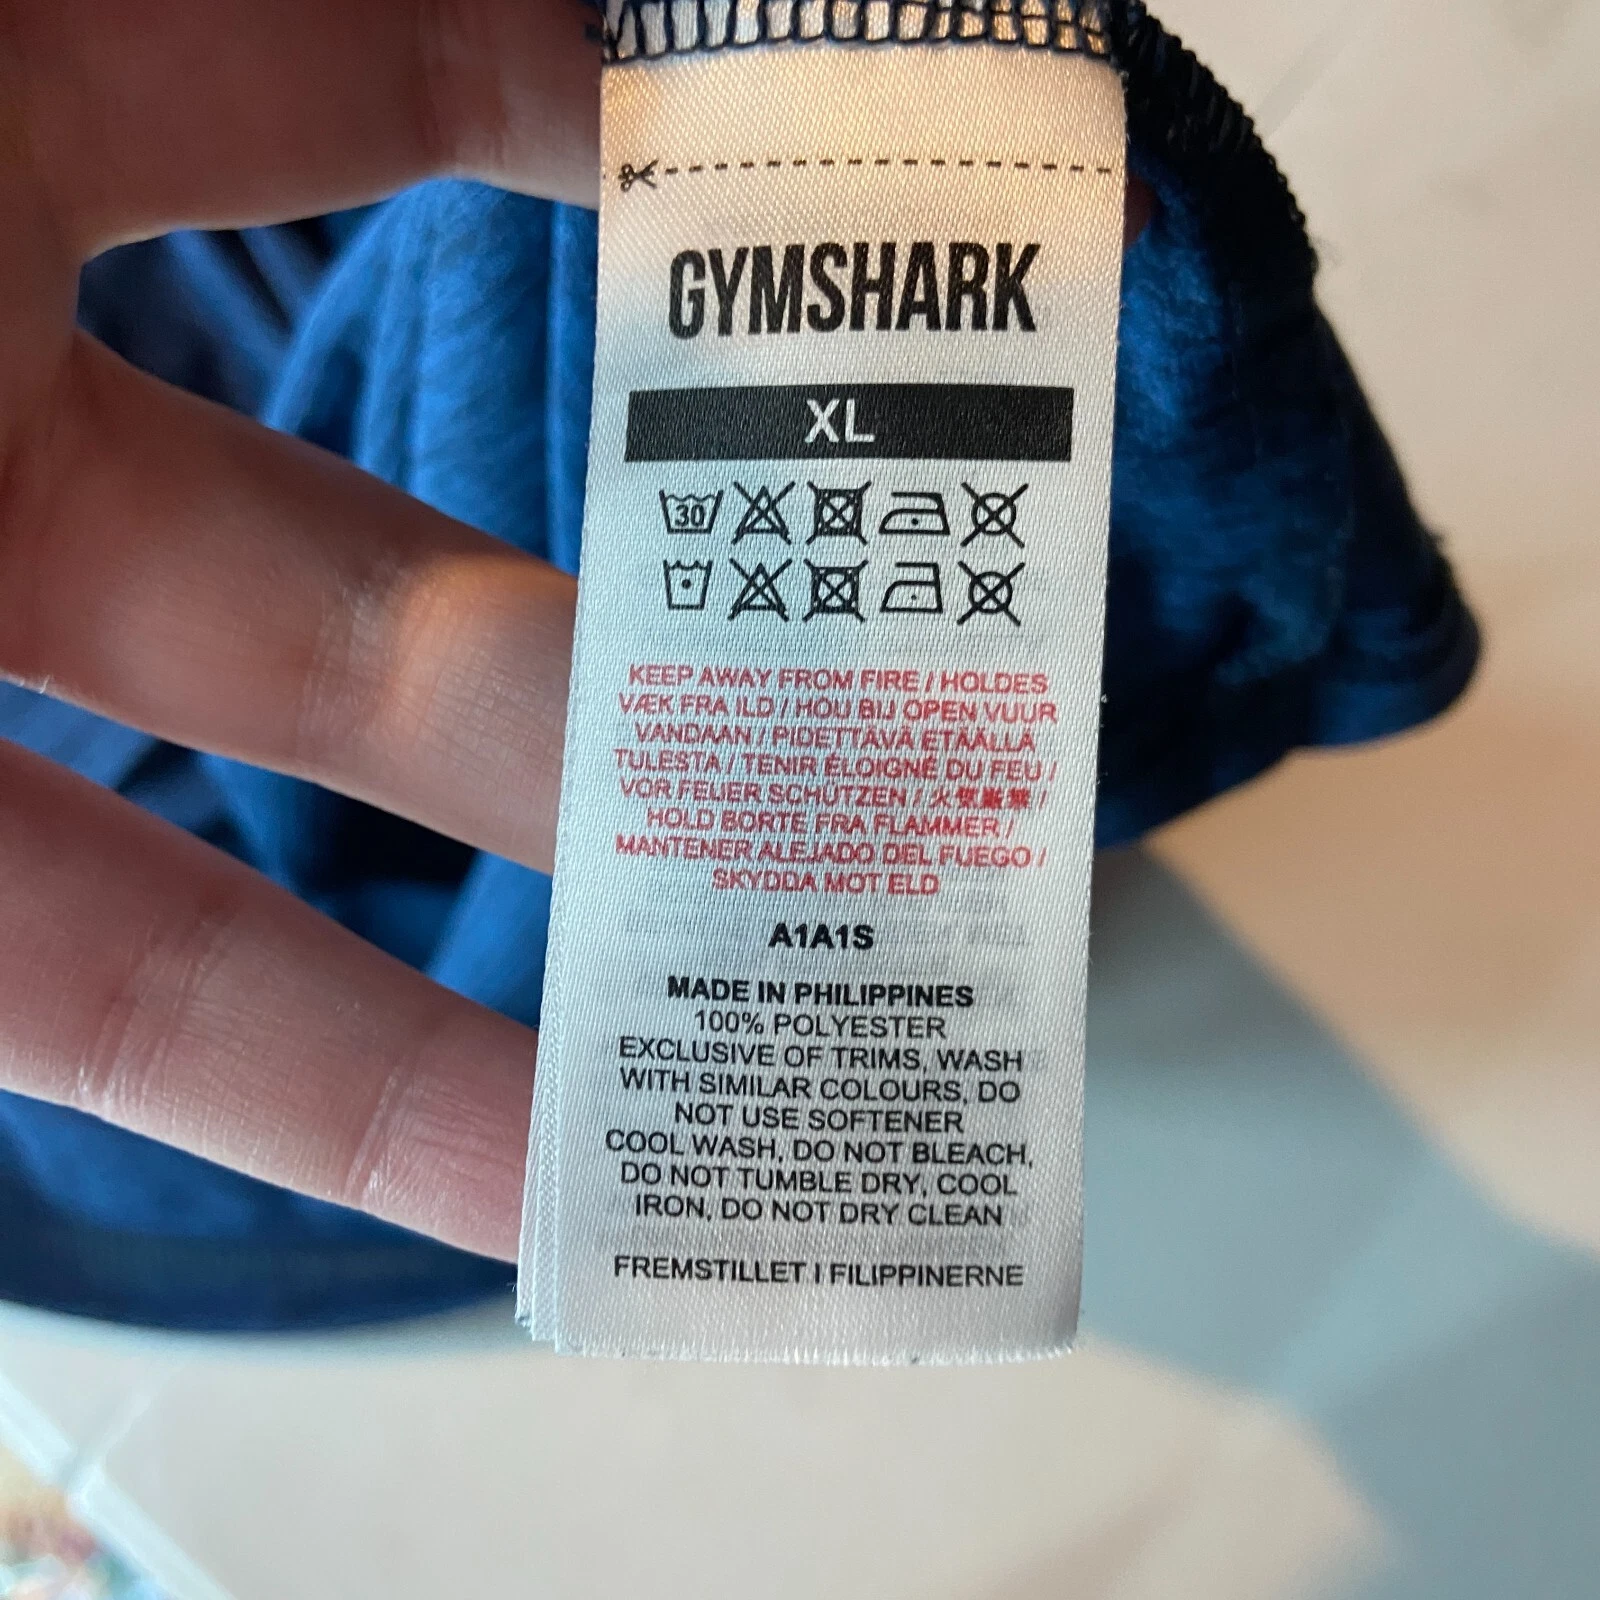 GYMSHARK
XL
30
KEEP AWAY FROM FIRE / HOLDES
VÆK FRA ILD / HOU BIJ OPEN VUUR
VANDAAN / PIDETTÄVÄ ETÄÄLLÄ
TULESTA / TENIR ÉLOIGNÉ DU FEU /
VOR FEUER SCHÜTZEN / 火気厳禁 /
HOLD BORTE FRA FLAMMER /
MANTENER ALEJADO DEL FUEGO /
SKYDDA MOT ELD
A1A1S
MADE IN PHILIPPINES
100% POLYESTER
EXCLUSIVE OF TRIMS, WASH
WITH SIMILAR COLOURS, DO
NOT USE SOFTENER
COOL WASH, DO NOT BLEACH,
DO NOT TUMBLE DRY, COOL
IRON, DO NOT DRY CLEAN
FREMSTILLET I FILIPPINERNE